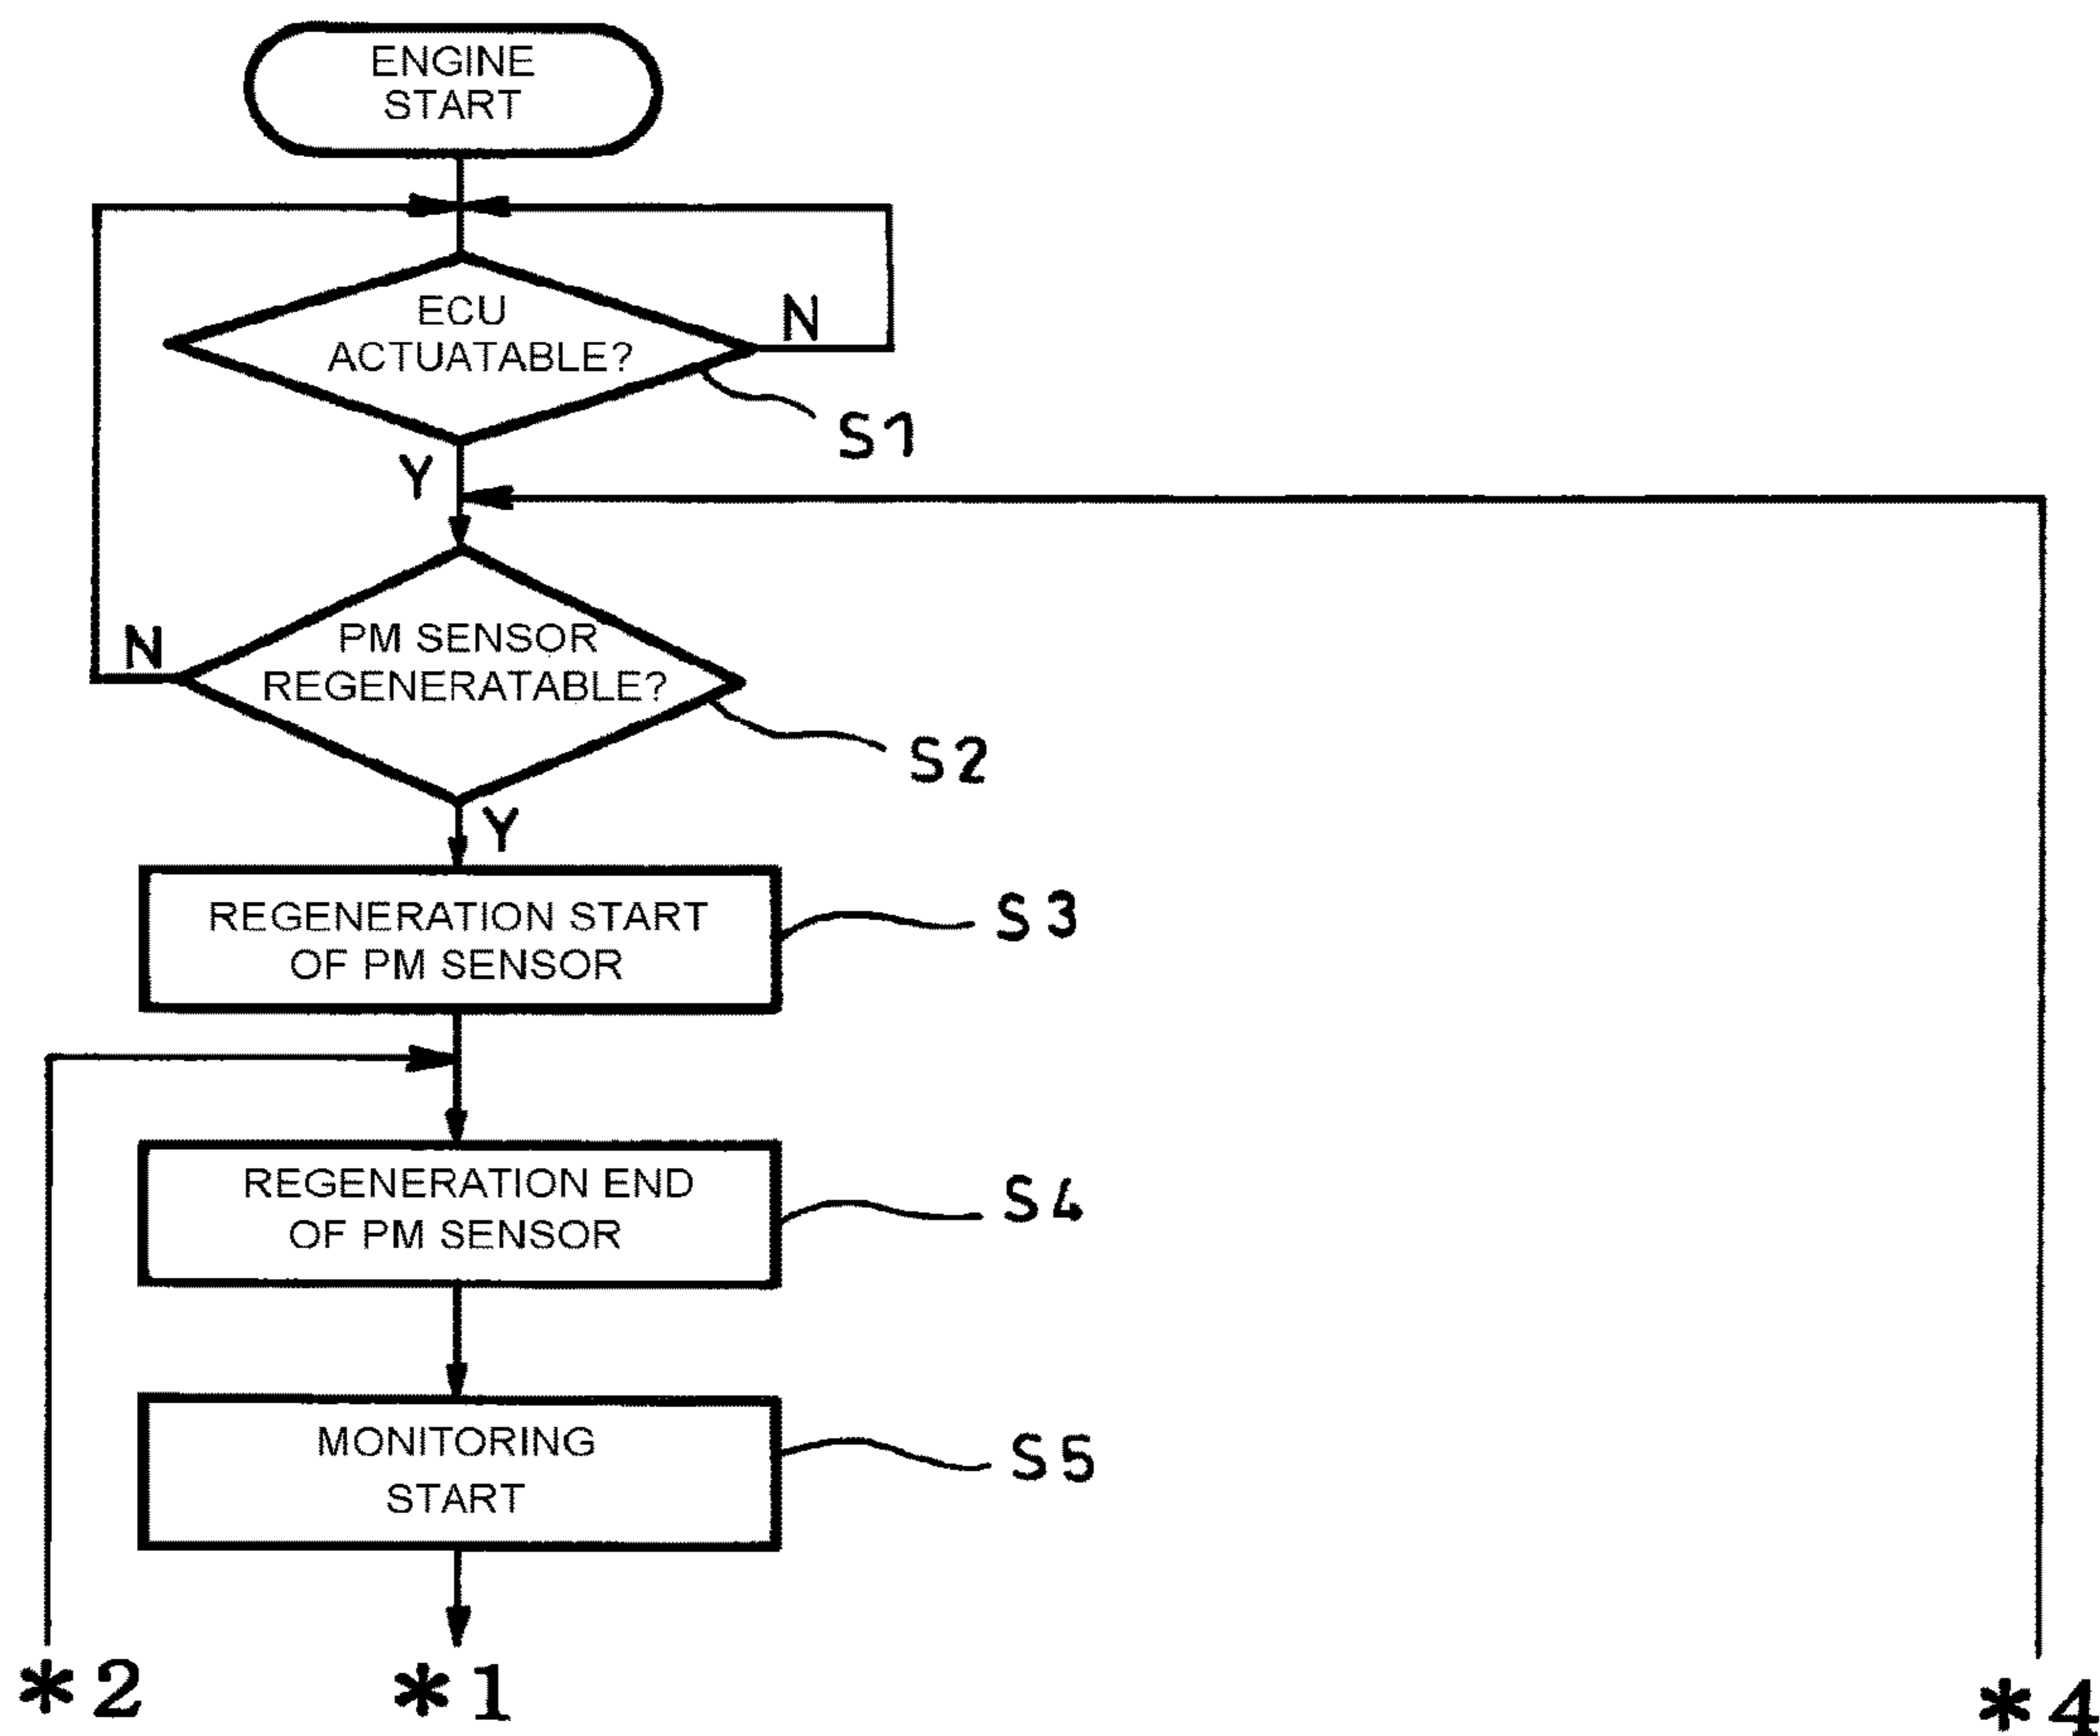 ENGINE
START
ECU
ACTUATABLE?
N
S1
Y
PM SENSOR
REGENERATABLE?
N
S2
Y
REGENERATION START
OF PM SENSOR
S3
REGENERATION END
OF PM SENSOR
S4
MONITORING
START
S5
*2
*1
*4